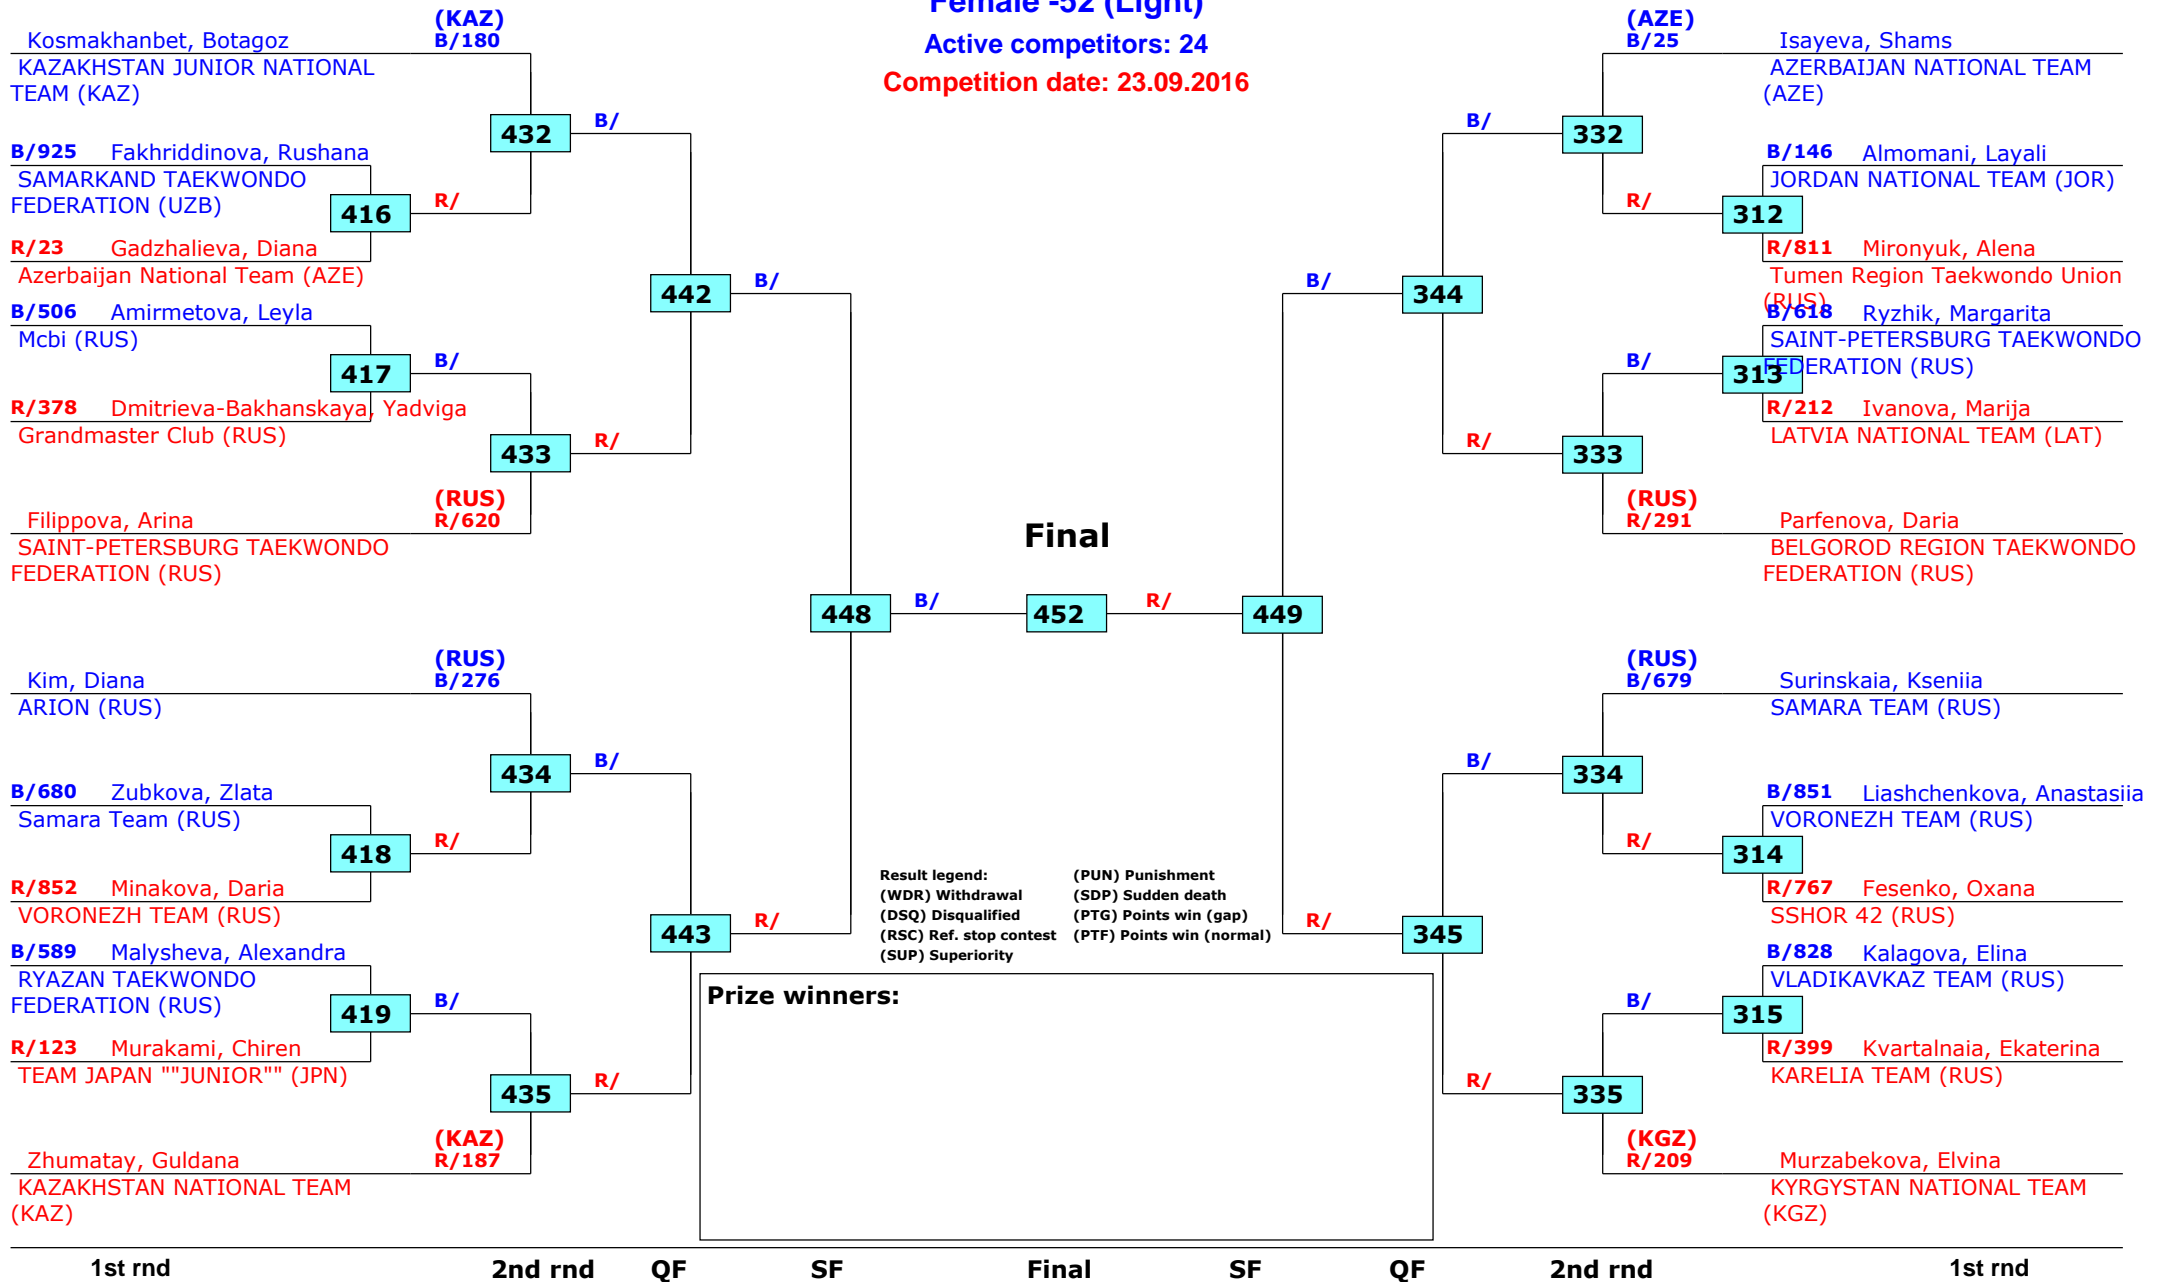 Female -52 (Light)
Active competitors: 24
Competition date: 23.09.2016
(KAZ)
Kosmakhanbet, Botagoz B/180
KAZAKHSTAN JUNIOR NATIONAL
TEAM (KAZ)
432
B/
B/925 Fakhriddinova, Rushana
SAMARKAND TAEKWONDO
FEDERATION (UZB)
416
R/
R/23 Gadzhalieva, Diana
Azerbaijan National Team (AZE)
442
B/
B/506 Amirmetova, Leyla
Mcbi (RUS)
417
B/
R/378 Dmitrieva-Bakhanskaya, Yadviga
Grandmaster Club (RUS)
433
R/
(RUS)
Filippova, Arina R/620
SAINT-PETERSBURG TAEKWONDO
FEDERATION (RUS)
448
B/
(RUS)
Kim, Diana B/276
ARION (RUS)
434
B/
B/680 Zubkova, Zlata
Samara Team (RUS)
418
R/
R/852 Minakova, Daria
VORONEZH TEAM (RUS)
443
R/
B/589 Malysheva, Alexandra
RYAZAN TAEKWONDO
FEDERATION (RUS)
419
B/
R/123 Murakami, Chiren
TEAM JAPAN ""JUNIOR"" (JPN)
435
R/
(KAZ)
Zhumatay, Guldana R/187
KAZAKHSTAN NATIONAL TEAM
(KAZ)
Final
452
R/
449
(AZE)
B/25 Isayeva, Shams
AZERBAIJAN NATIONAL TEAM
(AZE)
B/
332
B/146 Almomani, Layali
JORDAN NATIONAL TEAM (JOR)
R/
312
R/811 Mironyuk, Alena
Tumen Region Taekwondo Union
(RUS)
B/
344
B/618 Ryzhik, Margarita
SAINT-PETERSBURG TAEKWONDO
FEDERATION (RUS)
B/
313
R/212 Ivanova, Marija
LATVIA NATIONAL TEAM (LAT)
R/
333
(RUS)
R/291 Parfenova, Daria
BELGOROD REGION TAEKWONDO
FEDERATION (RUS)
(RUS)
B/679 Surinskaia, Kseniia
SAMARA TEAM (RUS)
B/
334
B/851 Liashchenkova, Anastasiia
VORONEZH TEAM (RUS)
R/
314
R/767 Fesenko, Oxana
SSHOR 42 (RUS)
R/
345
B/828 Kalagova, Elina
VLADIKAVKAZ TEAM (RUS)
B/
315
R/399 Kvartalnaia, Ekaterina
KARELIA TEAM (RUS)
R/
335
(KGZ)
R/209 Murzabekova, Elvina
KYRGYSTAN NATIONAL TEAM
(KGZ)
Result legend: (PUN) Punishment
(WDR) Withdrawal (SDP) Sudden death
(DSQ) Disqualified (PTG) Points win (gap)
(RSC) Ref. stop contest (PTF) Points win (normal)
(SUP) Superiority
Prize winners:
1st rnd 2nd rnd QF SF Final SF QF 2nd rnd 1st rnd